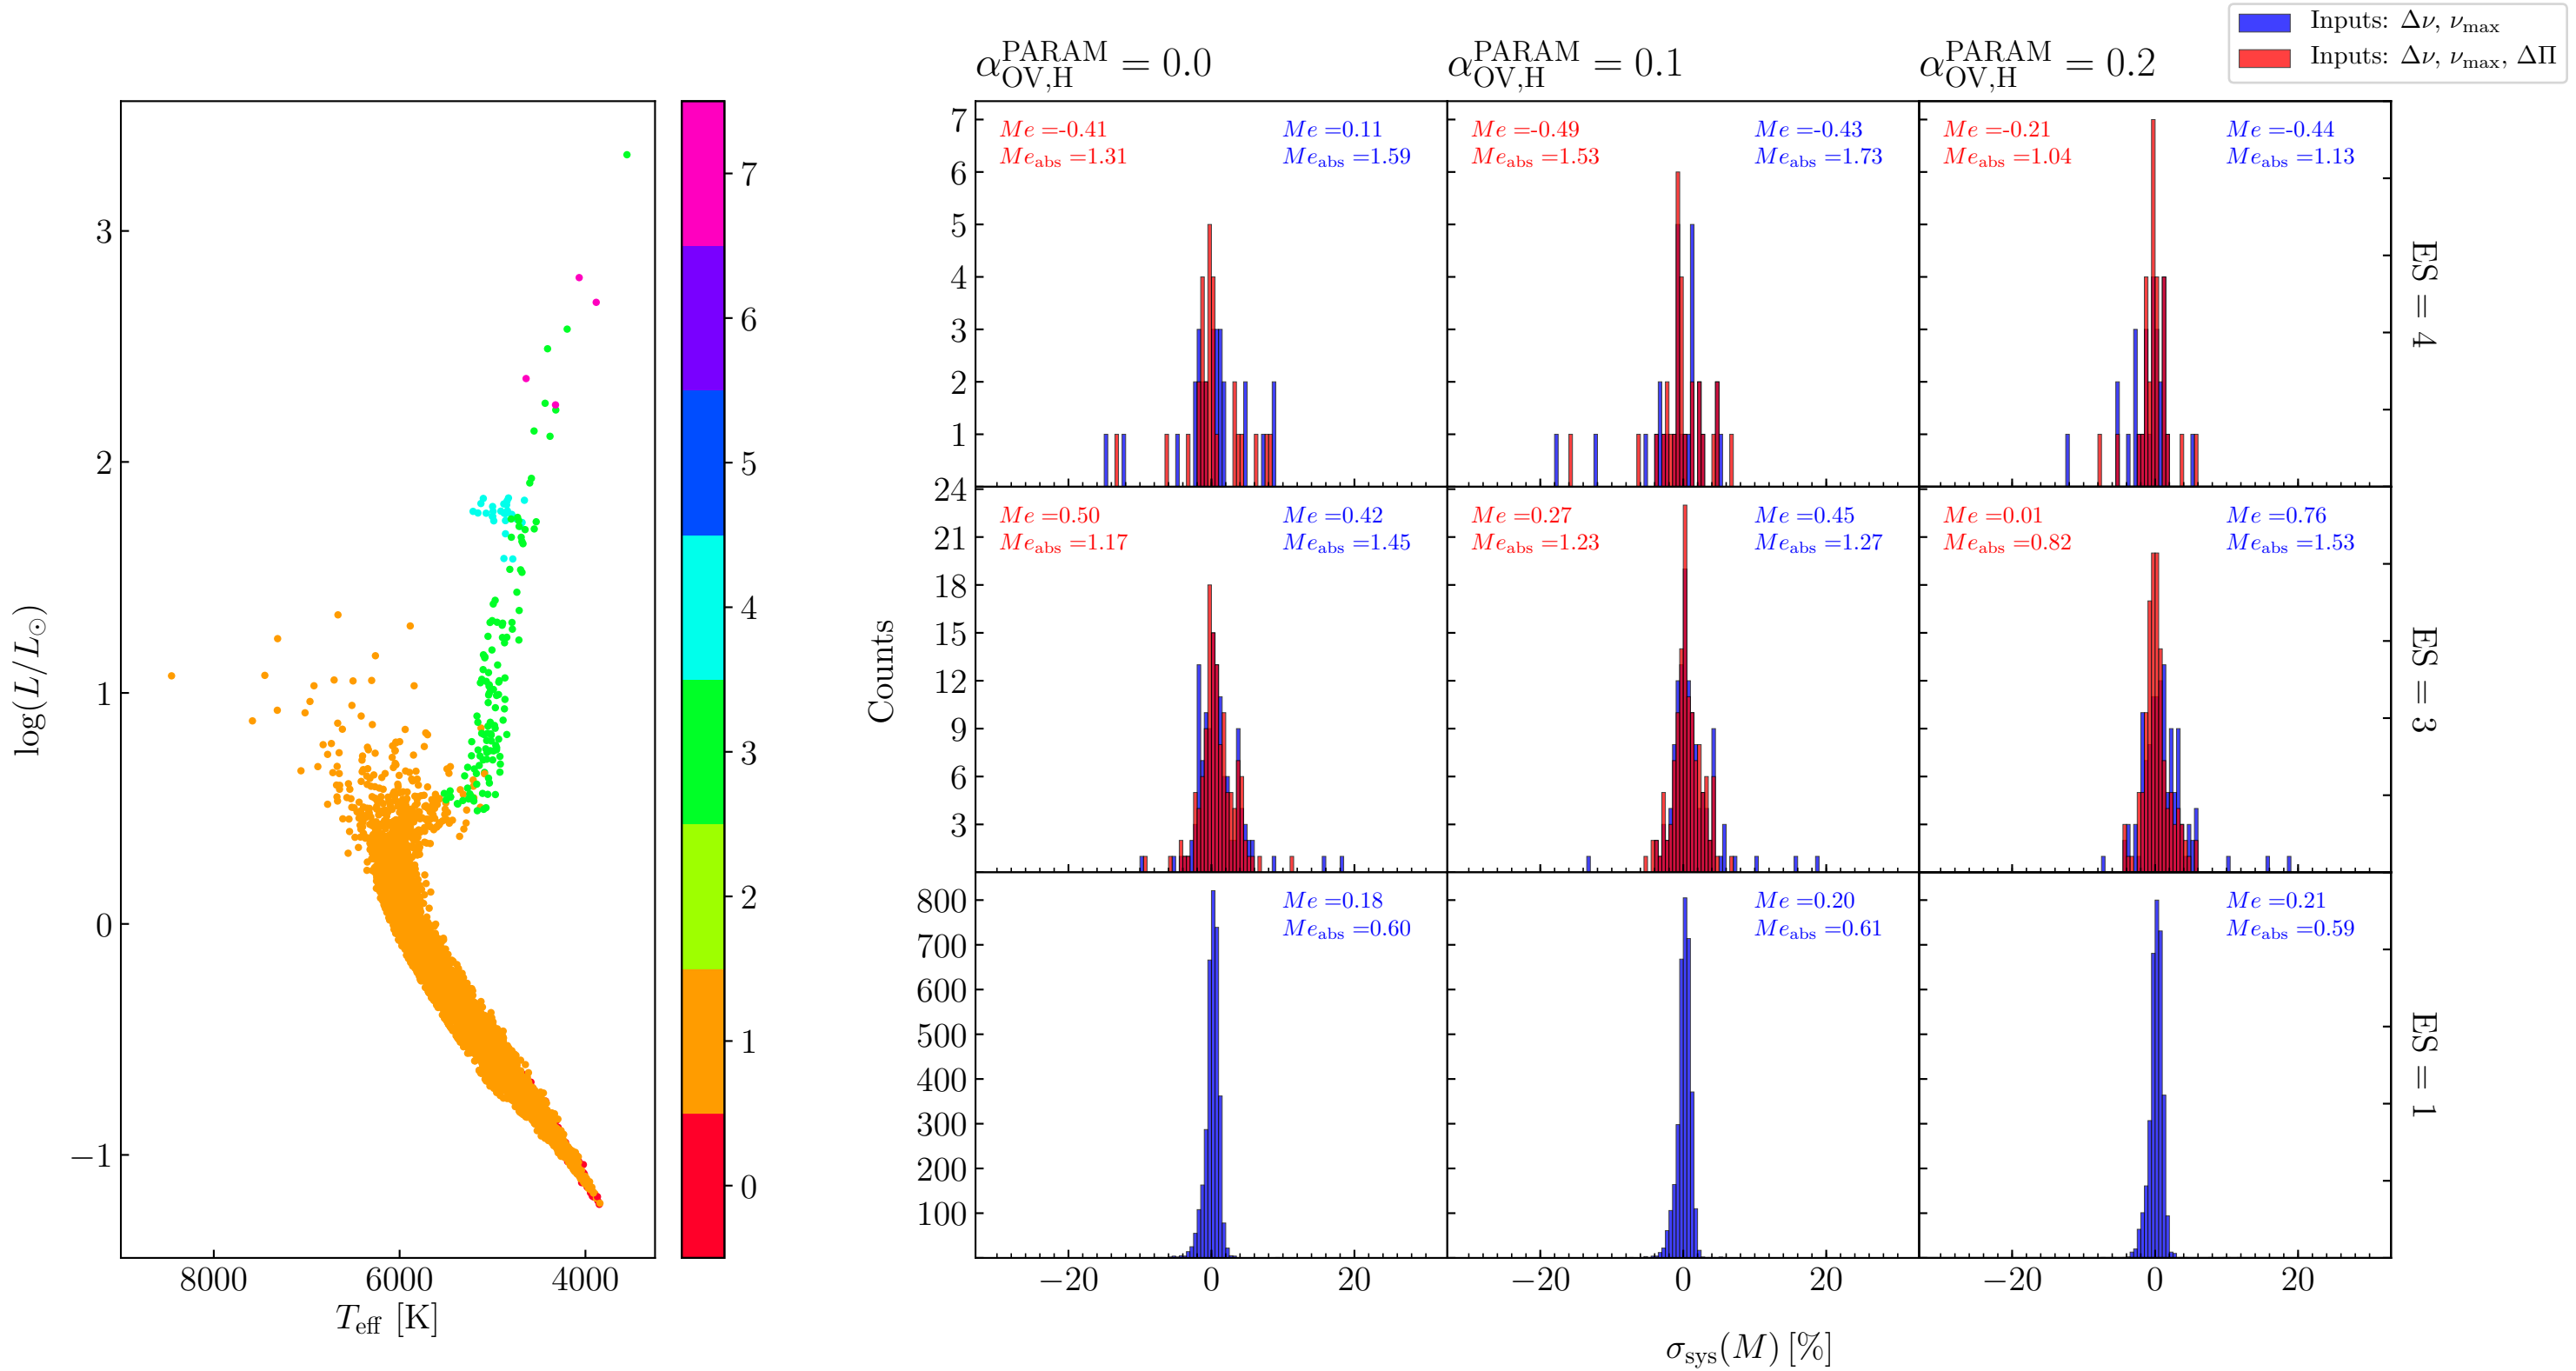 Inputs: Δν, ν_max
Inputs: Δν, ν_max, ΔΠ
α^PARAM_OV,H = 0.0
α^PARAM_OV,H = 0.1
α^PARAM_OV,H = 0.2
log(L/L⊙)
3
2
1
0
−1
8000 6000 4000
T_eff [K]
7
6
5
4
3
2
1
0
Counts
7
6
5
4
3
2
1
Me =-0.41
Me_abs =1.31
Me =0.11
Me_abs =1.59
Me =-0.49
Me_abs =1.53
Me =-0.43
Me_abs =1.73
Me =-0.21
Me_abs =1.04
Me =-0.44
Me_abs =1.13
ES = 4
24
21
18
15
12
9
6
3
Me =0.50
Me_abs =1.17
Me =0.42
Me_abs =1.45
Me =0.27
Me_abs =1.23
Me =0.45
Me_abs =1.27
Me =0.01
Me_abs =0.82
Me =0.76
Me_abs =1.53
ES = 3
800
700
600
500
400
300
200
100
Me =0.18
Me_abs =0.60
Me =0.20
Me_abs =0.61
Me =0.21
Me_abs =0.59
ES = 1
−20 0 20
−20 0 20
−20 0 20
σ_sys(M) [%]